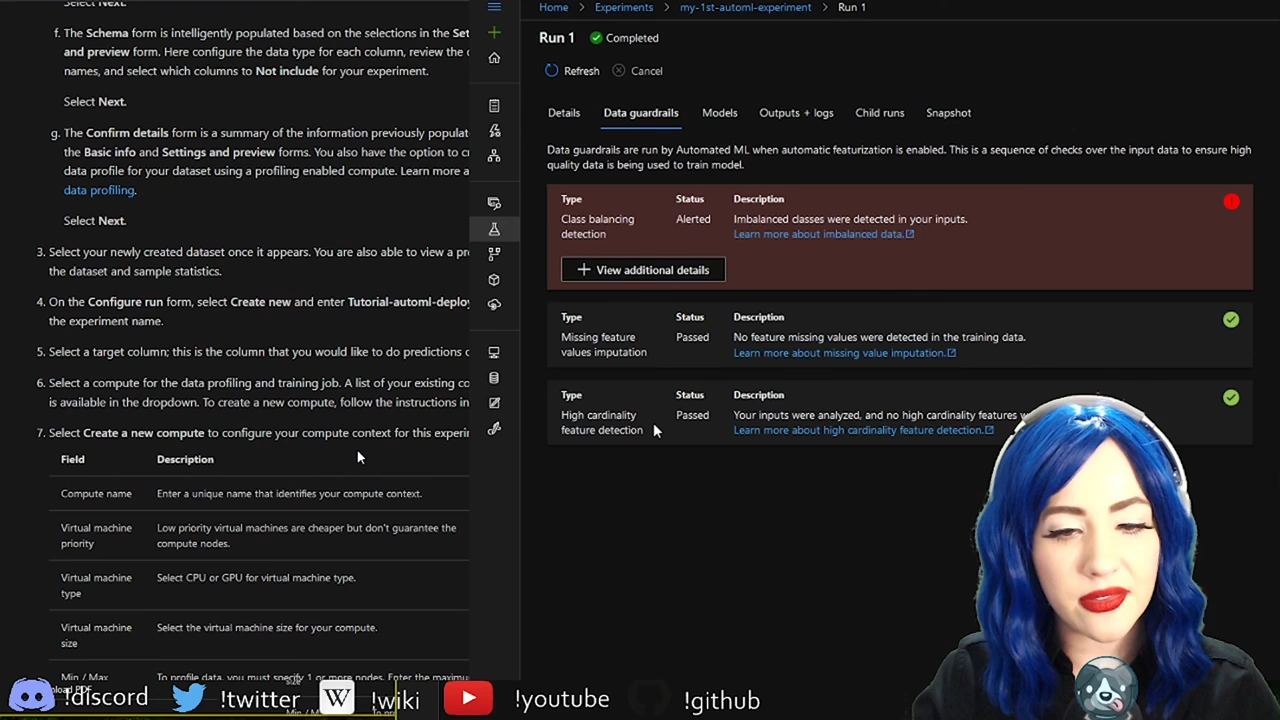 Select Next.
f. The Schema form is intelligently populated based on the selections in the Set
and preview form. Here configure the data type for each column, review the c
names, and select which columns to Not include for your experiment.
Select Next.
g. The Confirm details form is a summary of the information previously populat
the Basic info and Settings and preview forms. You also have the option to cr
data profile for your dataset using a profiling enabled compute. Learn more a
data profiling.
Select Next.
3. Select your newly created dataset once it appears. You are also able to view a pr
the dataset and sample statistics.
4. On the Configure run form, select Create new and enter Tutorial-automl-deploy
the experiment name.
5. Select a target column; this is the column that you would like to do predictions o
6. Select a compute for the data profiling and training job. A list of your existing co
is available in the dropdown. To create a new compute, follow the instructions in
7. Select Create a new compute to configure your compute context for this experim
Field Description
Compute name Enter a unique name that identifies your compute context.
Virtual machine
priority
Low priority virtual machines are cheaper but don't guarantee the
compute nodes.
Virtual machine
type
Select CPU or GPU for virtual machine type.
Virtual machine
size
Select the virtual machine size for your compute.
Min / Max To profile data, you must specify 1 or more nodes. Enter the maximum
Home > Experiments > my-1st-automl-experiment > Run 1
Run 1 Completed
Refresh Cancel
Details Data guardrails Models Outputs + logs Child runs Snapshot
Data guardrails are run by Automated ML when automatic featurization is enabled. This is a sequence of checks over the input data to ensure high
quality data is being used to train model.
Type Status Description
Class balancing
detection
Alerted
Imbalanced classes were detected in your inputs.
Learn more about imbalanced data.
+ View additional details
Type Status Description
Missing feature
values imputation
Passed
No feature missing values were detected in the training data.
Learn more about missing value imputation.
Type Status Description
High cardinality
feature detection
Passed
Your inputs were analyzed, and no high cardinality features w
Learn more about high cardinality feature detection.
!discord !twitter W !wiki !youtube !github